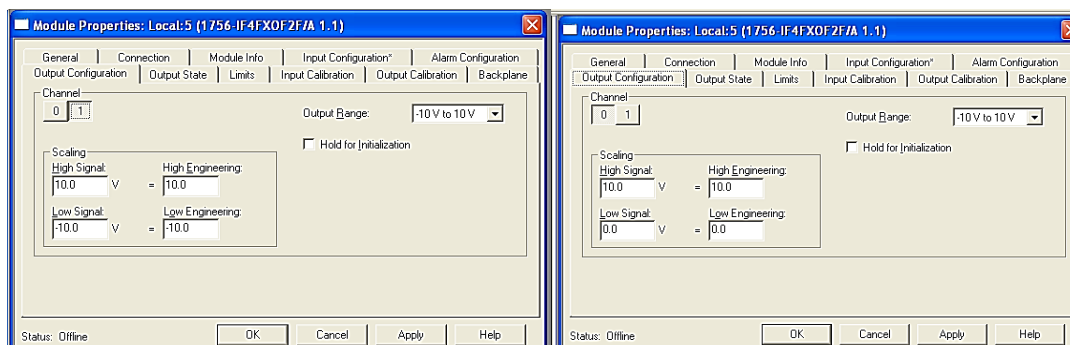 Module Properties: Local:5 (1756-IF4FXOF2F/A 1.1)
General Connection Module Info Input Configuration* Alarm Configuration
Output Configuration Output State Limits Input Calibration Output Calibration Backplane
Channel
0 1
Output Range: -10 V to 10 V
Hold for Initialization
Scaling
High Signal: High Engineering:
10.0 V = 10.0
Low Signal: Low Engineering:
-10.0 V = -10.0
Status: Offline OK Cancel Apply Help
Module Properties: Local:5 (1756-IF4FXOF2F/A 1.1)
General Connection Module Info Input Configuration* Alarm Configuration
Output Configuration Output State Limits Input Calibration Output Calibration Backplane
Channel
0 1
Output Range: -10 V to 10 V
Hold for Initialization
Scaling
High Signal: High Engineering:
10.0 V = 10.0
Low Signal: Low Engineering:
0.0 V = 0.0
Status: Offline OK Cancel Apply Help